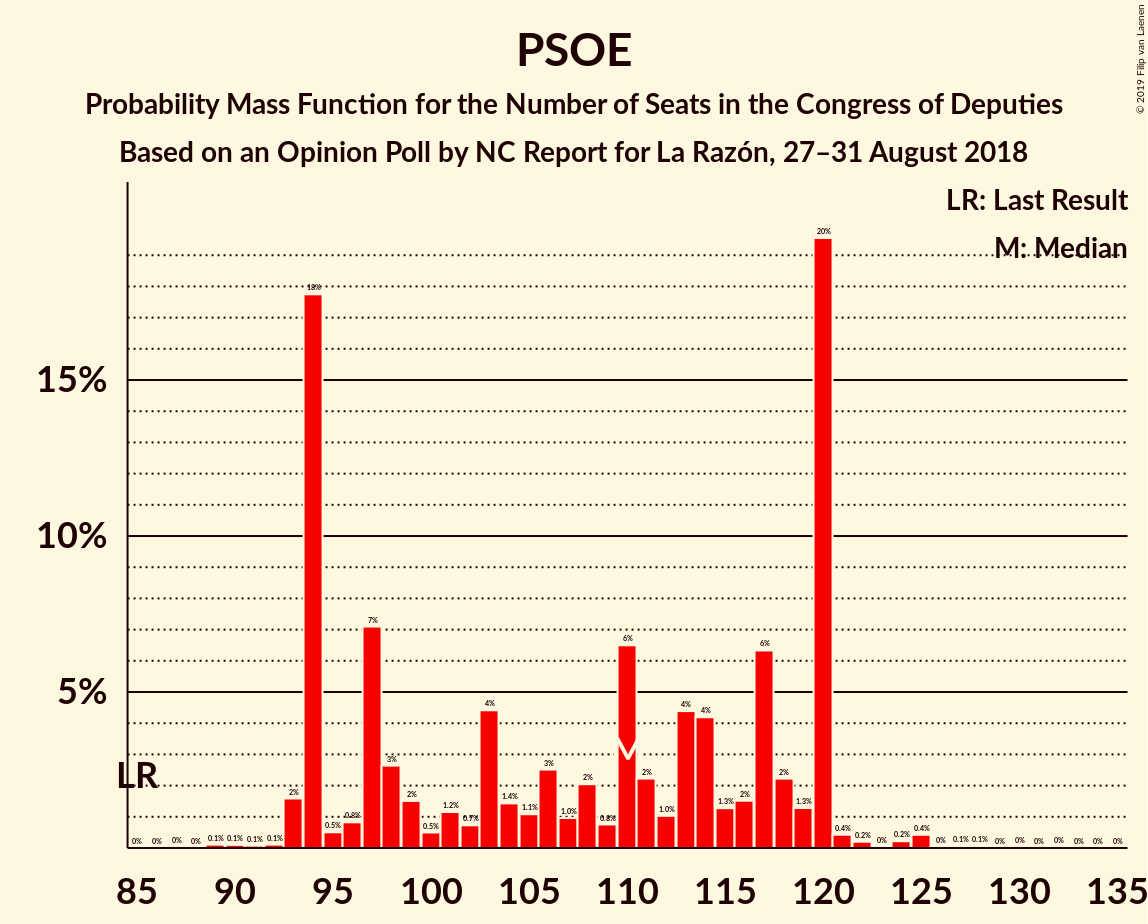 PSOE
Probability Mass Function for the Number of Seats in the Congress of Deputies
Based on an Opinion Poll by NC Report for La Razón, 27–31 August 2018
© 2019 Filip van Laenen
LR: Last Result
M: Median
15%
10%
5%
LR
0% 0% 0% 0% 0.1% 0.1% 0.1% 0.1% 2% 18% 0.5% 0.8% 7% 3% 2% 0.5% 1.2% 0.7% 4% 1.4% 1.1% 3% 1.0% 2% 0.8% 6% 2% 1.0% 4% 4% 1.3% 2% 6% 2% 1.3% 20% 0.4% 0.2% 0% 0.2% 0.4% 0% 0.1% 0.1% 0% 0% 0% 0% 0% 0% 0%
85 90 95 100 105 110 115 120 125 130 135